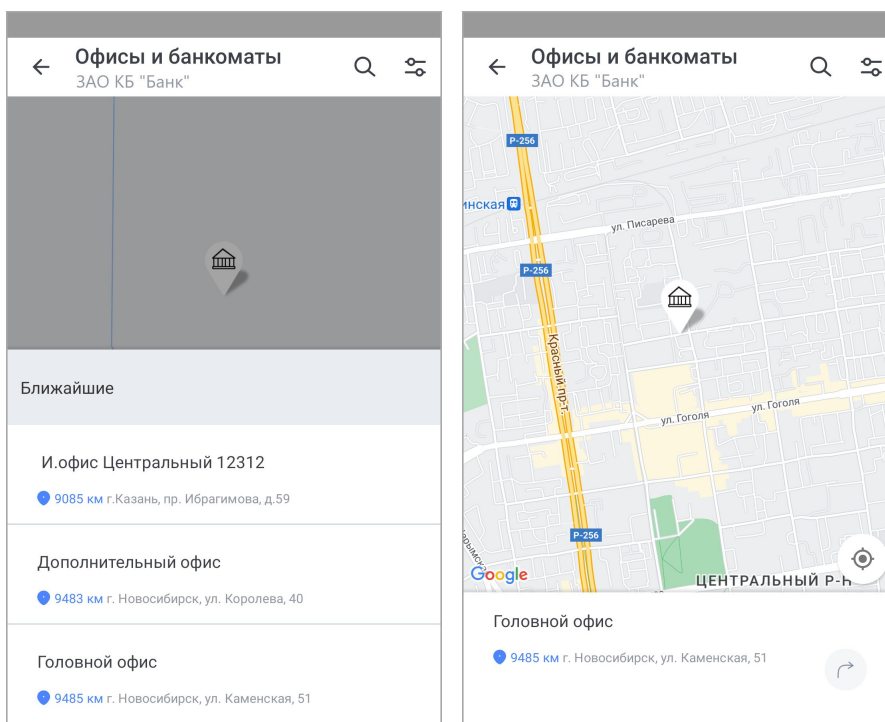 Офисы и банкоматы
ЗАО КБ "Банк"
Ближайшие
И.офис Центральный 12312
9085 км г.Казань, пр. Ибрагимова, д.59
Дополнительный офис
9483 км г. Новосибирск, ул. Королева, 40
Головной офис
9485 км г. Новосибирск, ул. Каменская, 51
Офисы и банкоматы
ЗАО КБ "Банк"
Р-256
инская
ул. Писарева
Р-256
Красный пр-т.
ул. Гоголя
ул. Гоголя
Р-256
Google
ЦЕНТРАЛЬНЫЙ Р-Н
Головной офис
9485 км г. Новосибирск, ул. Каменская, 51